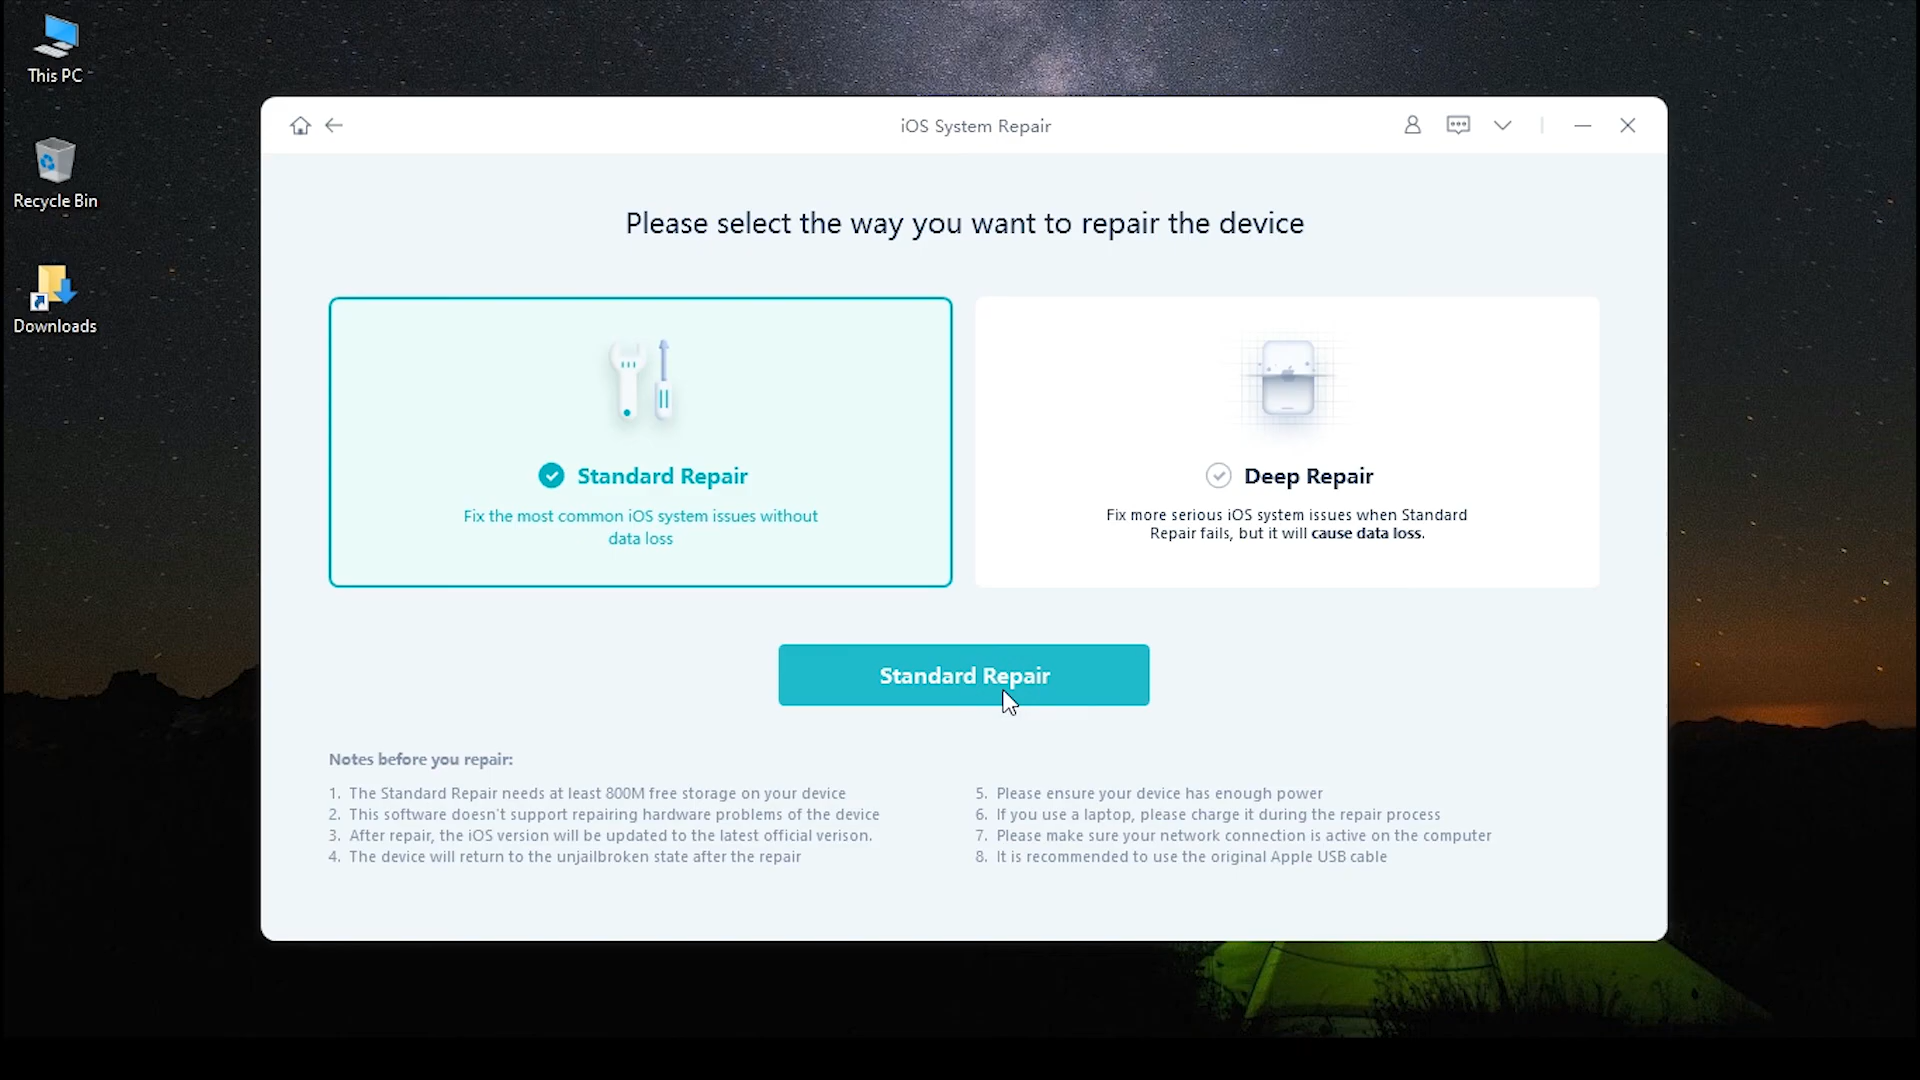 This PC
Recycle Bin
Downloads
iOS System Repair
Please select the way you want to repair the device
Standard Repair
Fix the most common iOS system issues without
data loss
Deep Repair
Fix more serious iOS system issues when Standard
Repair fails, but it will cause data loss.
Standard Repair
Notes before you repair:
1. The Standard Repair needs at least 800M free storage on your device
2. This software doesn't support repairing hardware problems of the device
3. After repair, the iOS version will be updated to the latest official verison.
4. The device will return to the unjailbroken state after the repair
5. Please ensure your device has enough power
6. If you use a laptop, please charge it during the repair process
7. Please make sure your network connection is active on the computer
8. It is recommended to use the original Apple USB cable